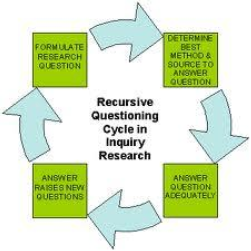 FORMULATE
RESEARCH
QUESTION
DETERMINE
BEST
METHOD &
SOURCE TO
ANSWER
QUESTION
Recursive
Questioning
Cycle in
Inquiry
Research
ANSWER
RAISES NEW
QUESTIONS
ANSWER
QUESTION
ADEQUATELY